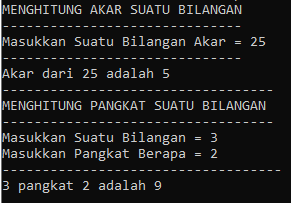 MENGHITUNG AKAR SUATU BILANGAN
------------------------------
Masukkan Suatu Bilangan Akar = 25
------------------------------
Akar dari 25 adalah 5
----------------------------------
MENGHITUNG PANGKAT SUATU BILANGAN
----------------------------------
Masukkan Suatu Bilangan = 3
Masukkan Pangkat Berapa = 2
-----------------------------------
3 pangkat 2 adalah 9